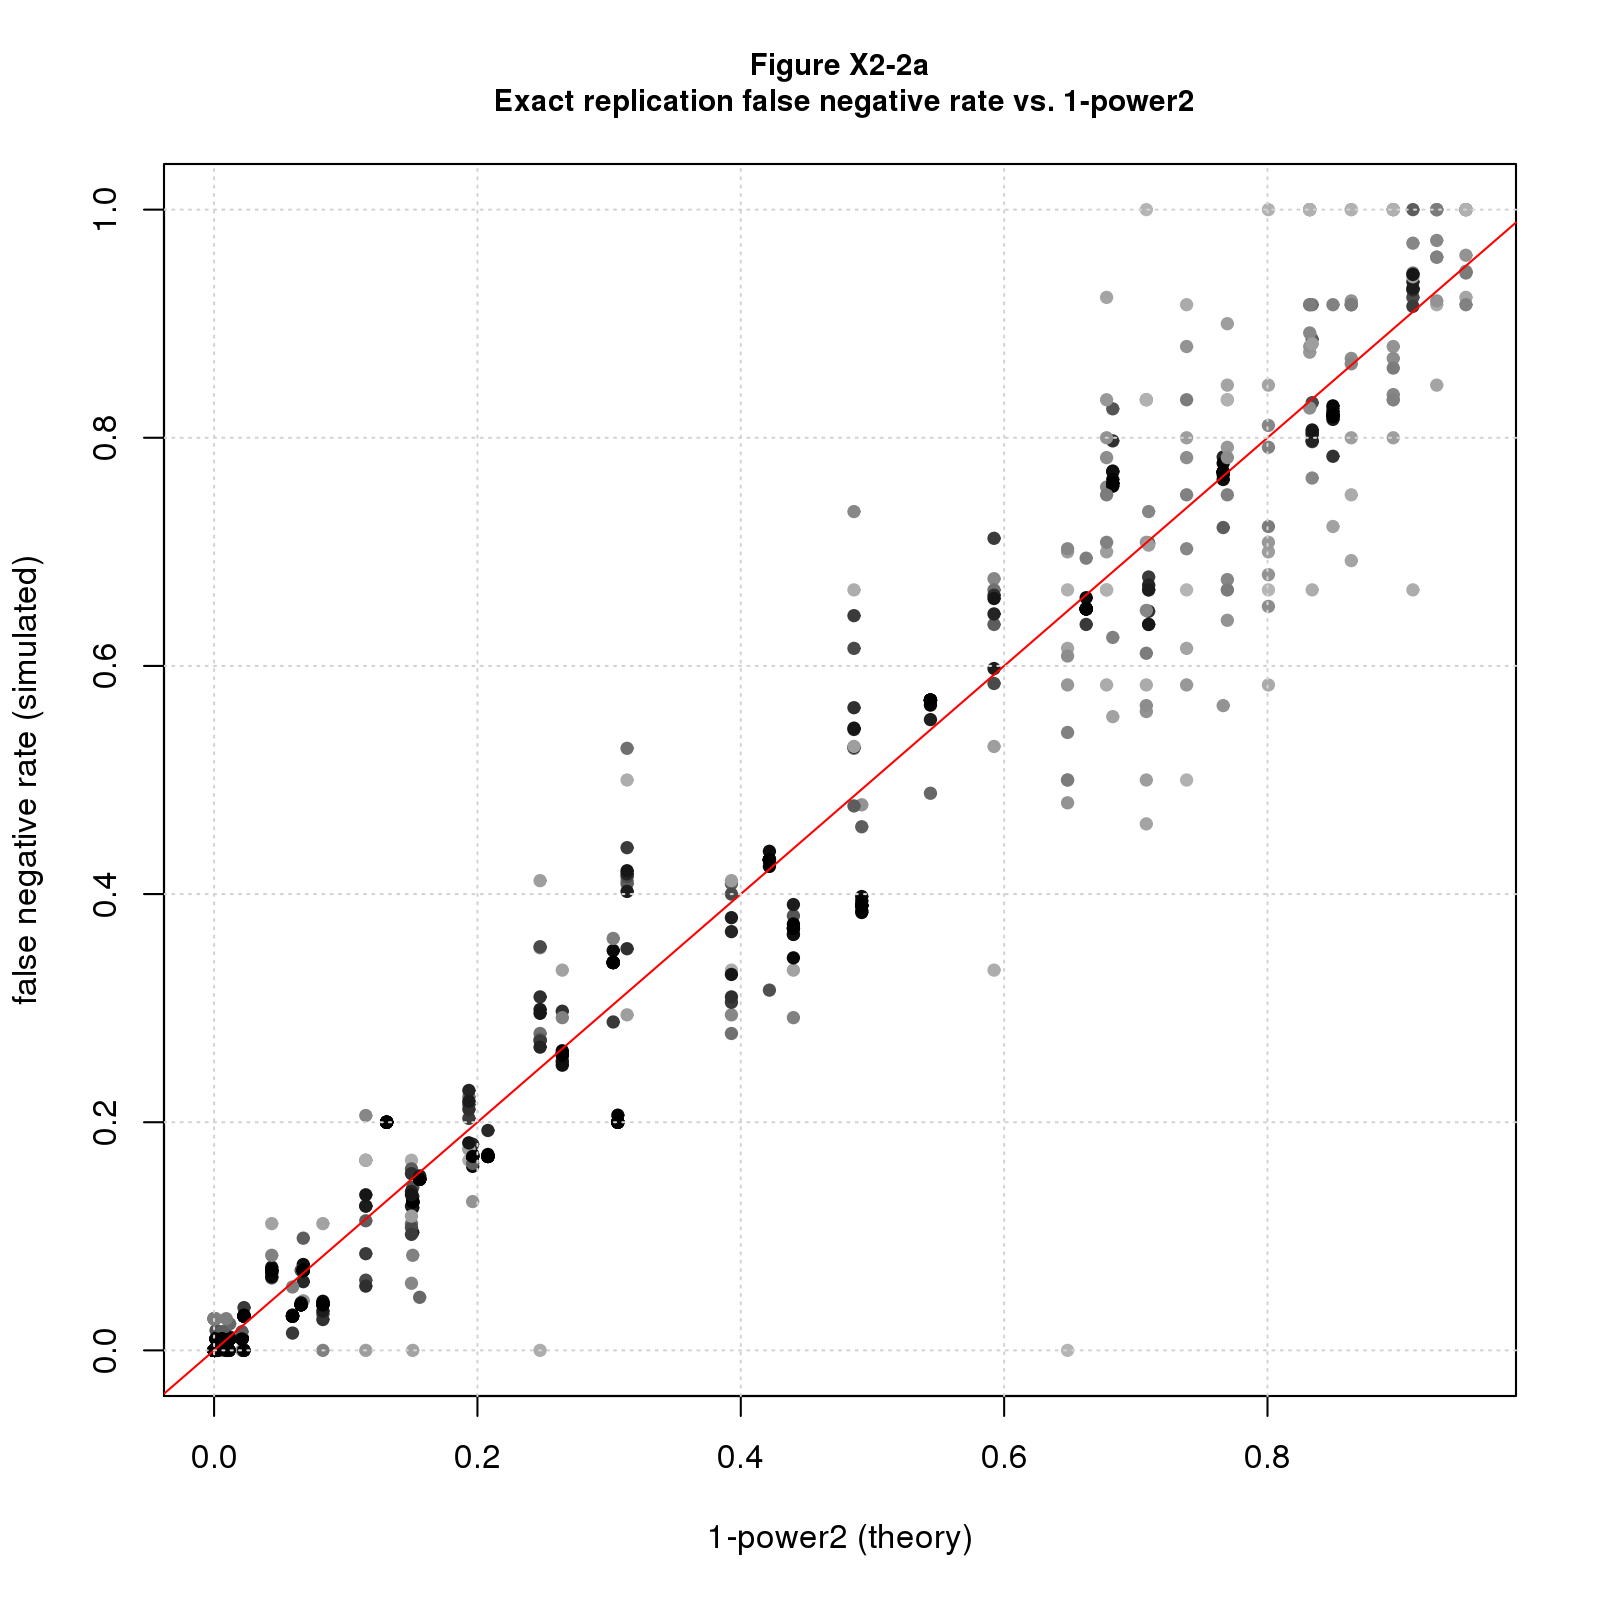 Figure X2-2a
Exact replication false negative rate vs. 1-power2
false negative rate (simulated)
1.0
0.8
0.6
0.4
0.2
0.0
0.0 0.2 0.4 0.6 0.8
1-power2 (theory)